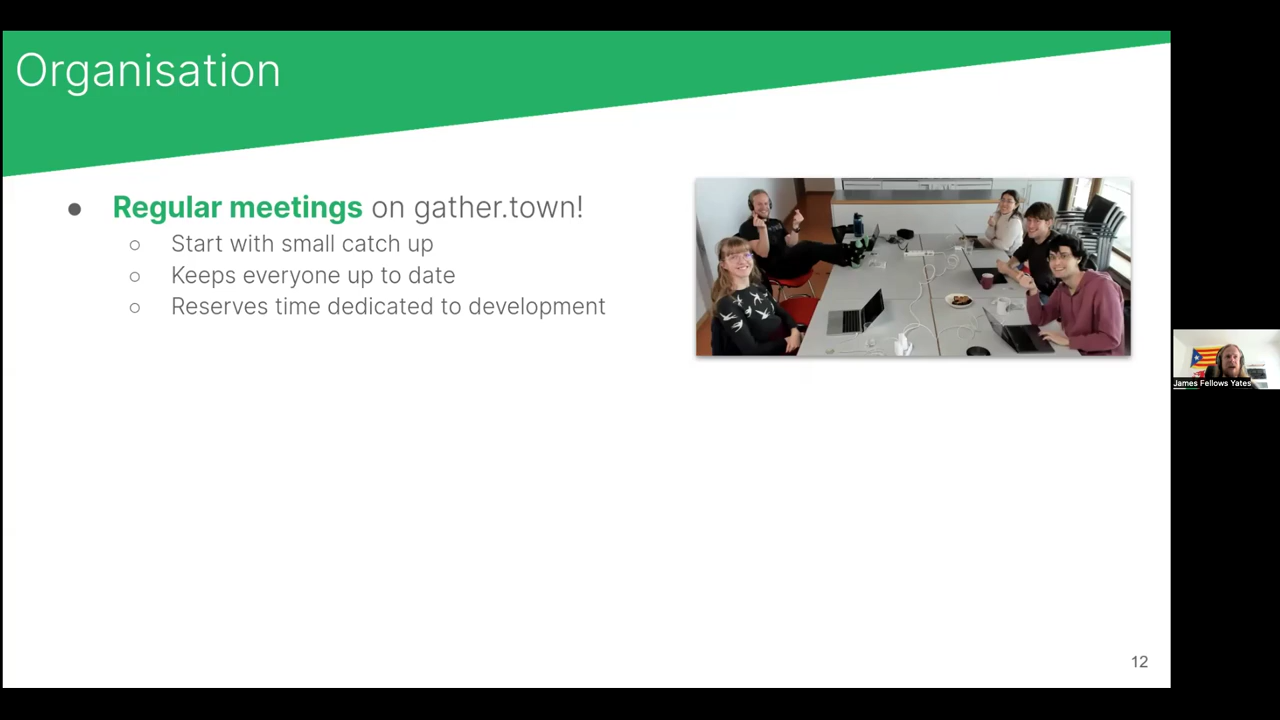 Organisation
● Regular meetings on gather.town!
○ Start with small catch up
○ Keeps everyone up to date
○ Reserves time dedicated to development
James Fellows Yates
12